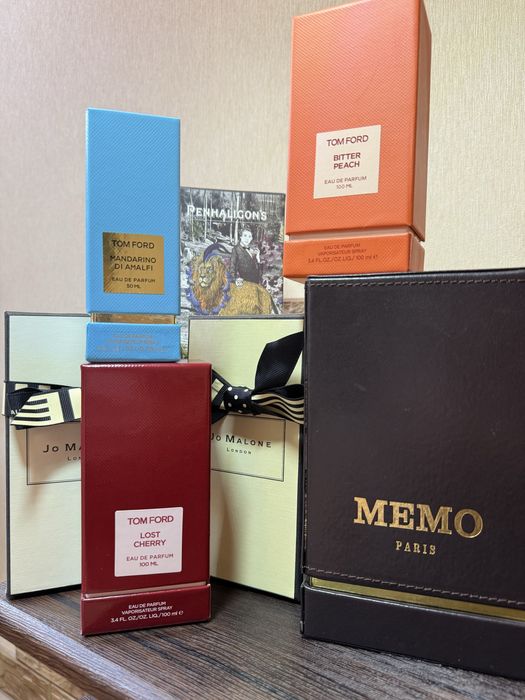 TOM FORD
BITTER
PEACH
EAU DE PARFUM
100 ML
EAU DE PARFUM
VAPORISATEUR SPRAY
3.4 FL.OZ./OZ.LIQ./100 ml ℮
PENHALIGON'S
TOM FORD
MANDARINO
DI AMALFI
EAU DE PARFUM
50 ML
JO MA
LON
JO MALONE
LONDON
TOM FORD
LOST
CHERRY
EAU DE PARFUM
100 ML
EAU DE PARFUM
VAPORISATEUR SPRAY
3.4 FL. OZ./OZ. LIQ./100 ml ℮
MEMO
PARIS